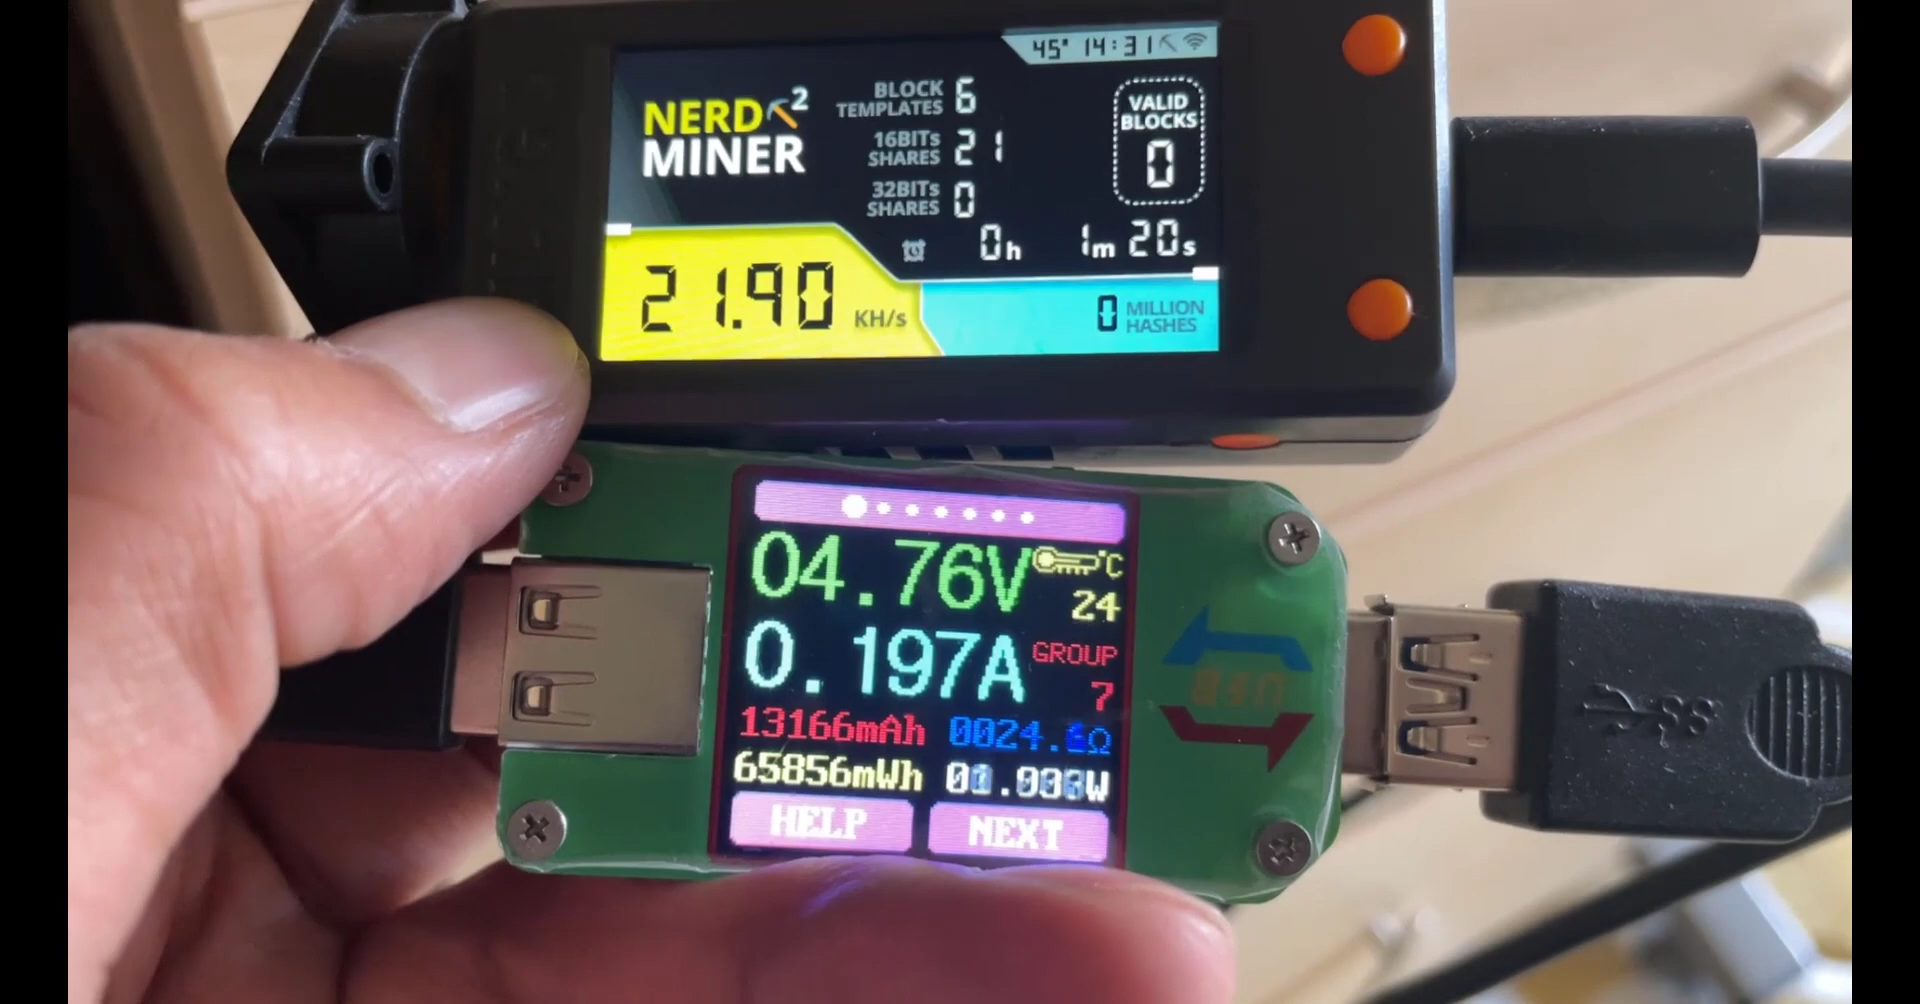 45° 14:31
NERD 2
MINER
BLOCK TEMPLATES 6
16BITs SHARES 21
32BITs SHARES 0
VALID BLOCKS
0
0h 1m 20s
21.90 KH/s
0 MILLION HASHES
04.76V °C
24
0.197A GROUP
7
13166mAh
65856mWh
HELP NEXT